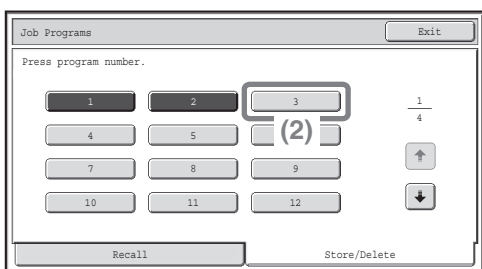 Job Programs Exit
Press program number.
1 2 3
1
4
4 5 (2)
7 8 9
10 11 12
Recall Store/Delete